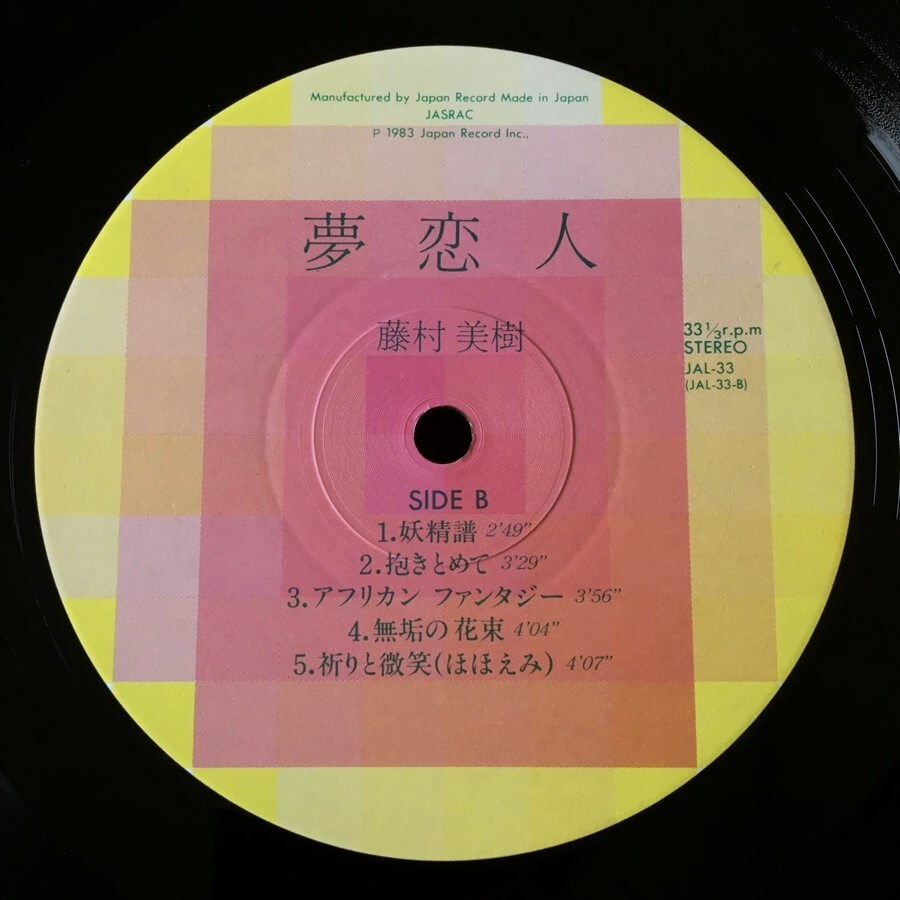 Manufactured by Japan Record Made in Japan
JASRAC
Ⓟ 1983 Japan Record Inc.,
夢恋人
藤村 美樹
33⅓r.p.m
STEREO
JAL-33
(JAL-33-B)
SIDE B
1.妖精譜 2'49"
2.抱きとめて 3'29"
3.アフリカン ファンタジー 3'56"
4.無垢の花束 4'04"
5.祈りと微笑(ほほえみ) 4'07"